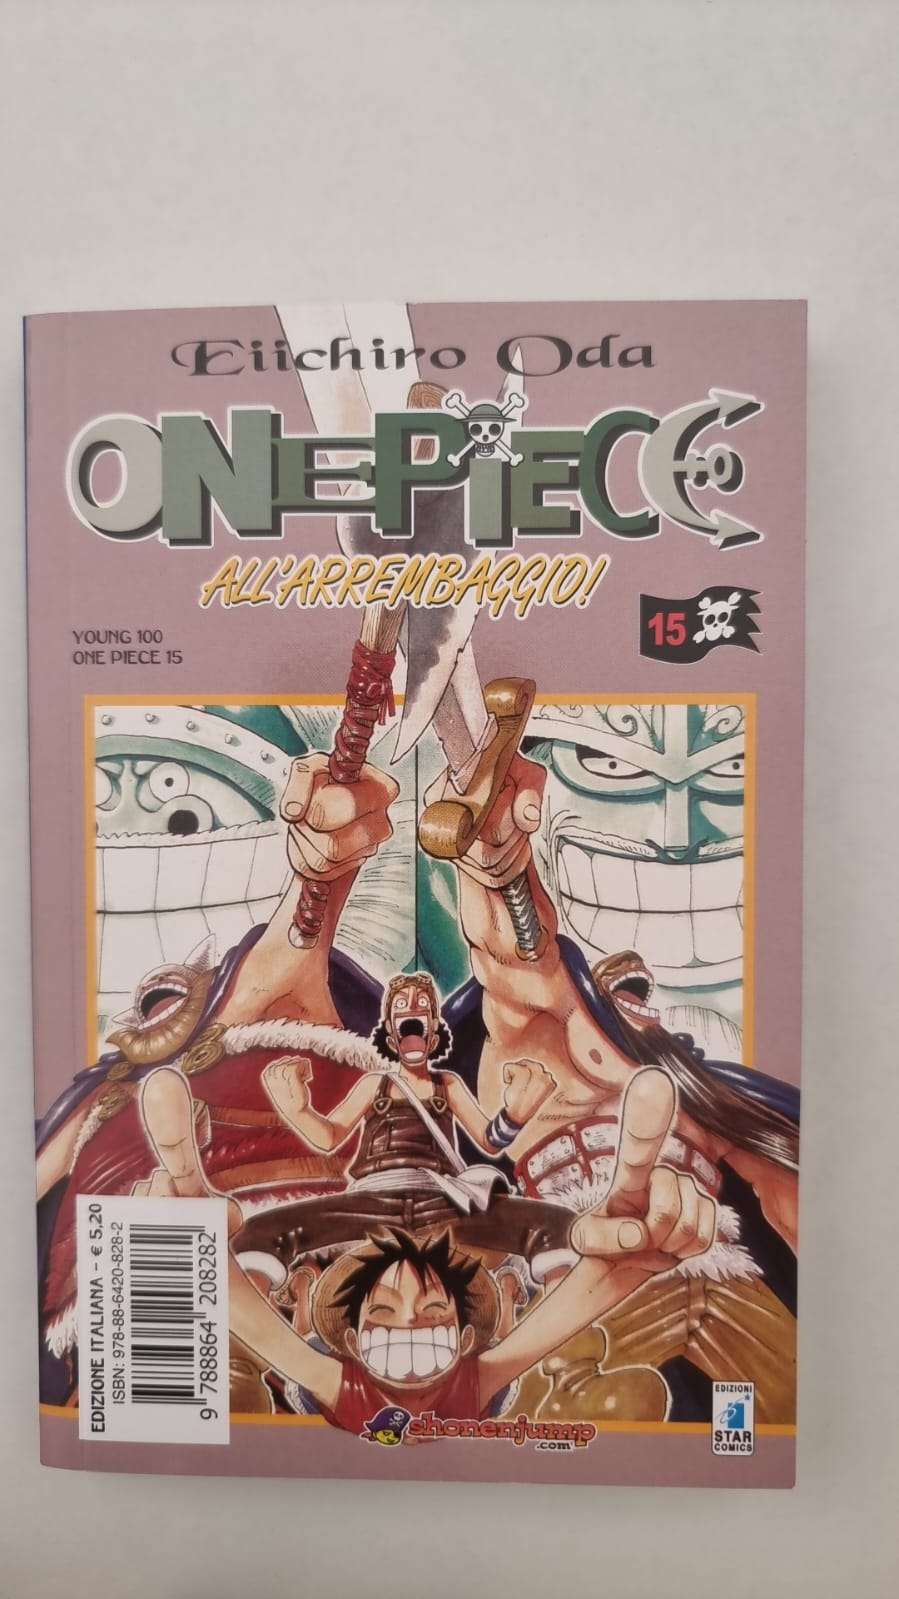 Eiichiro Oda
ONE PIECE
ALL'ARREMBAGGIO!
15
YOUNG 100
ONE PIECE 15
EDIZIONE ITALIANA – € 5,20
ISBN: 978-88-6420-828-2
9 788864 208282
shonenjump
.com
EDIZIONI
STAR
COMICS